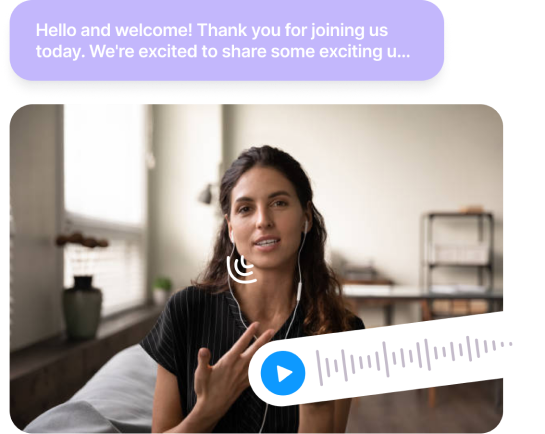 Hello and welcome! Thank you for joining us
today. We're excited to share some exciting u...